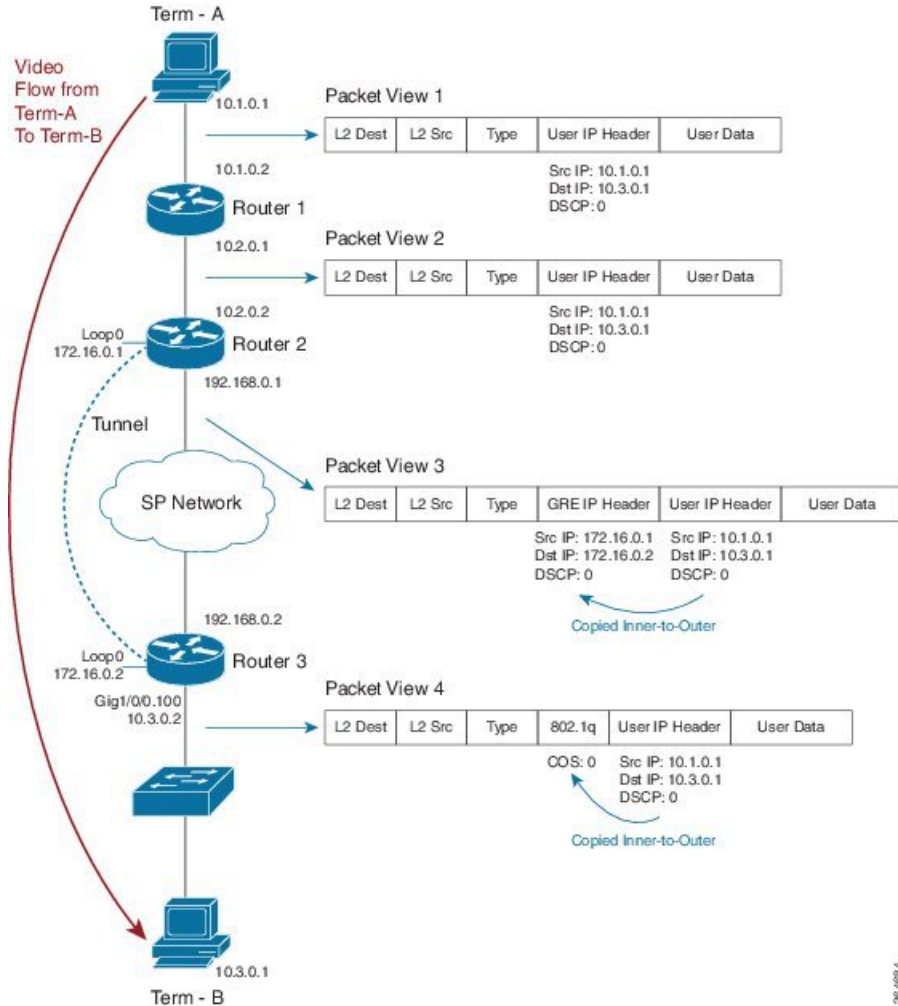 Term - A
Video
Flow from
Term-A
To Term-B
10.1.0.1
Packet View 1
L2 Dest L2 Src Type User IP Header User Data
Src IP: 10.1.0.1
Dst IP: 10.3.0.1
DSCP: 0
10.1.0.2
Router 1
10.2.0.1
Packet View 2
L2 Dest L2 Src Type User IP Header User Data
Src IP: 10.1.0.1
Dst IP: 10.3.0.1
DSCP: 0
10.2.0.2
Loop0
172.16.0.1
Router 2
192.168.0.1
Tunnel
SP Network
Packet View 3
L2 Dest L2 Src Type GRE IP Header User IP Header User Data
Src IP: 172.16.0.1 Src IP: 10.1.0.1
Dst IP: 172.16.0.2 Dst IP: 10.3.0.1
DSCP: 0 DSCP: 0
Copied Inner-to-Outer
192.168.0.2
Loop0
172.16.0.2
Router 3
Gig1/0/0.100
10.3.0.2
Packet View 4
L2 Dest L2 Src Type 802.1q User IP Header User Data
COS: 0 Src IP: 10.1.0.1
Dst IP: 10.3.0.1
DSCP: 0
Copied Inner-to-Outer
10.3.0.1
Term - B